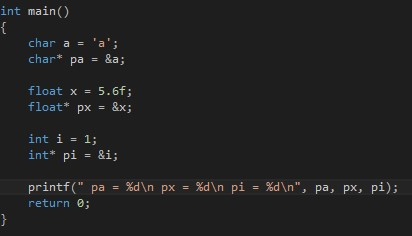 int main()
{
    char a = 'a';
    char* pa = &a;

    float x = 5.6f;
    float* px = &x;

    int i = 1;
    int* pi = &i;

    printf(" pa = %d\n px = %d\n pi = %d\n", pa, px, pi);
    return 0;
}